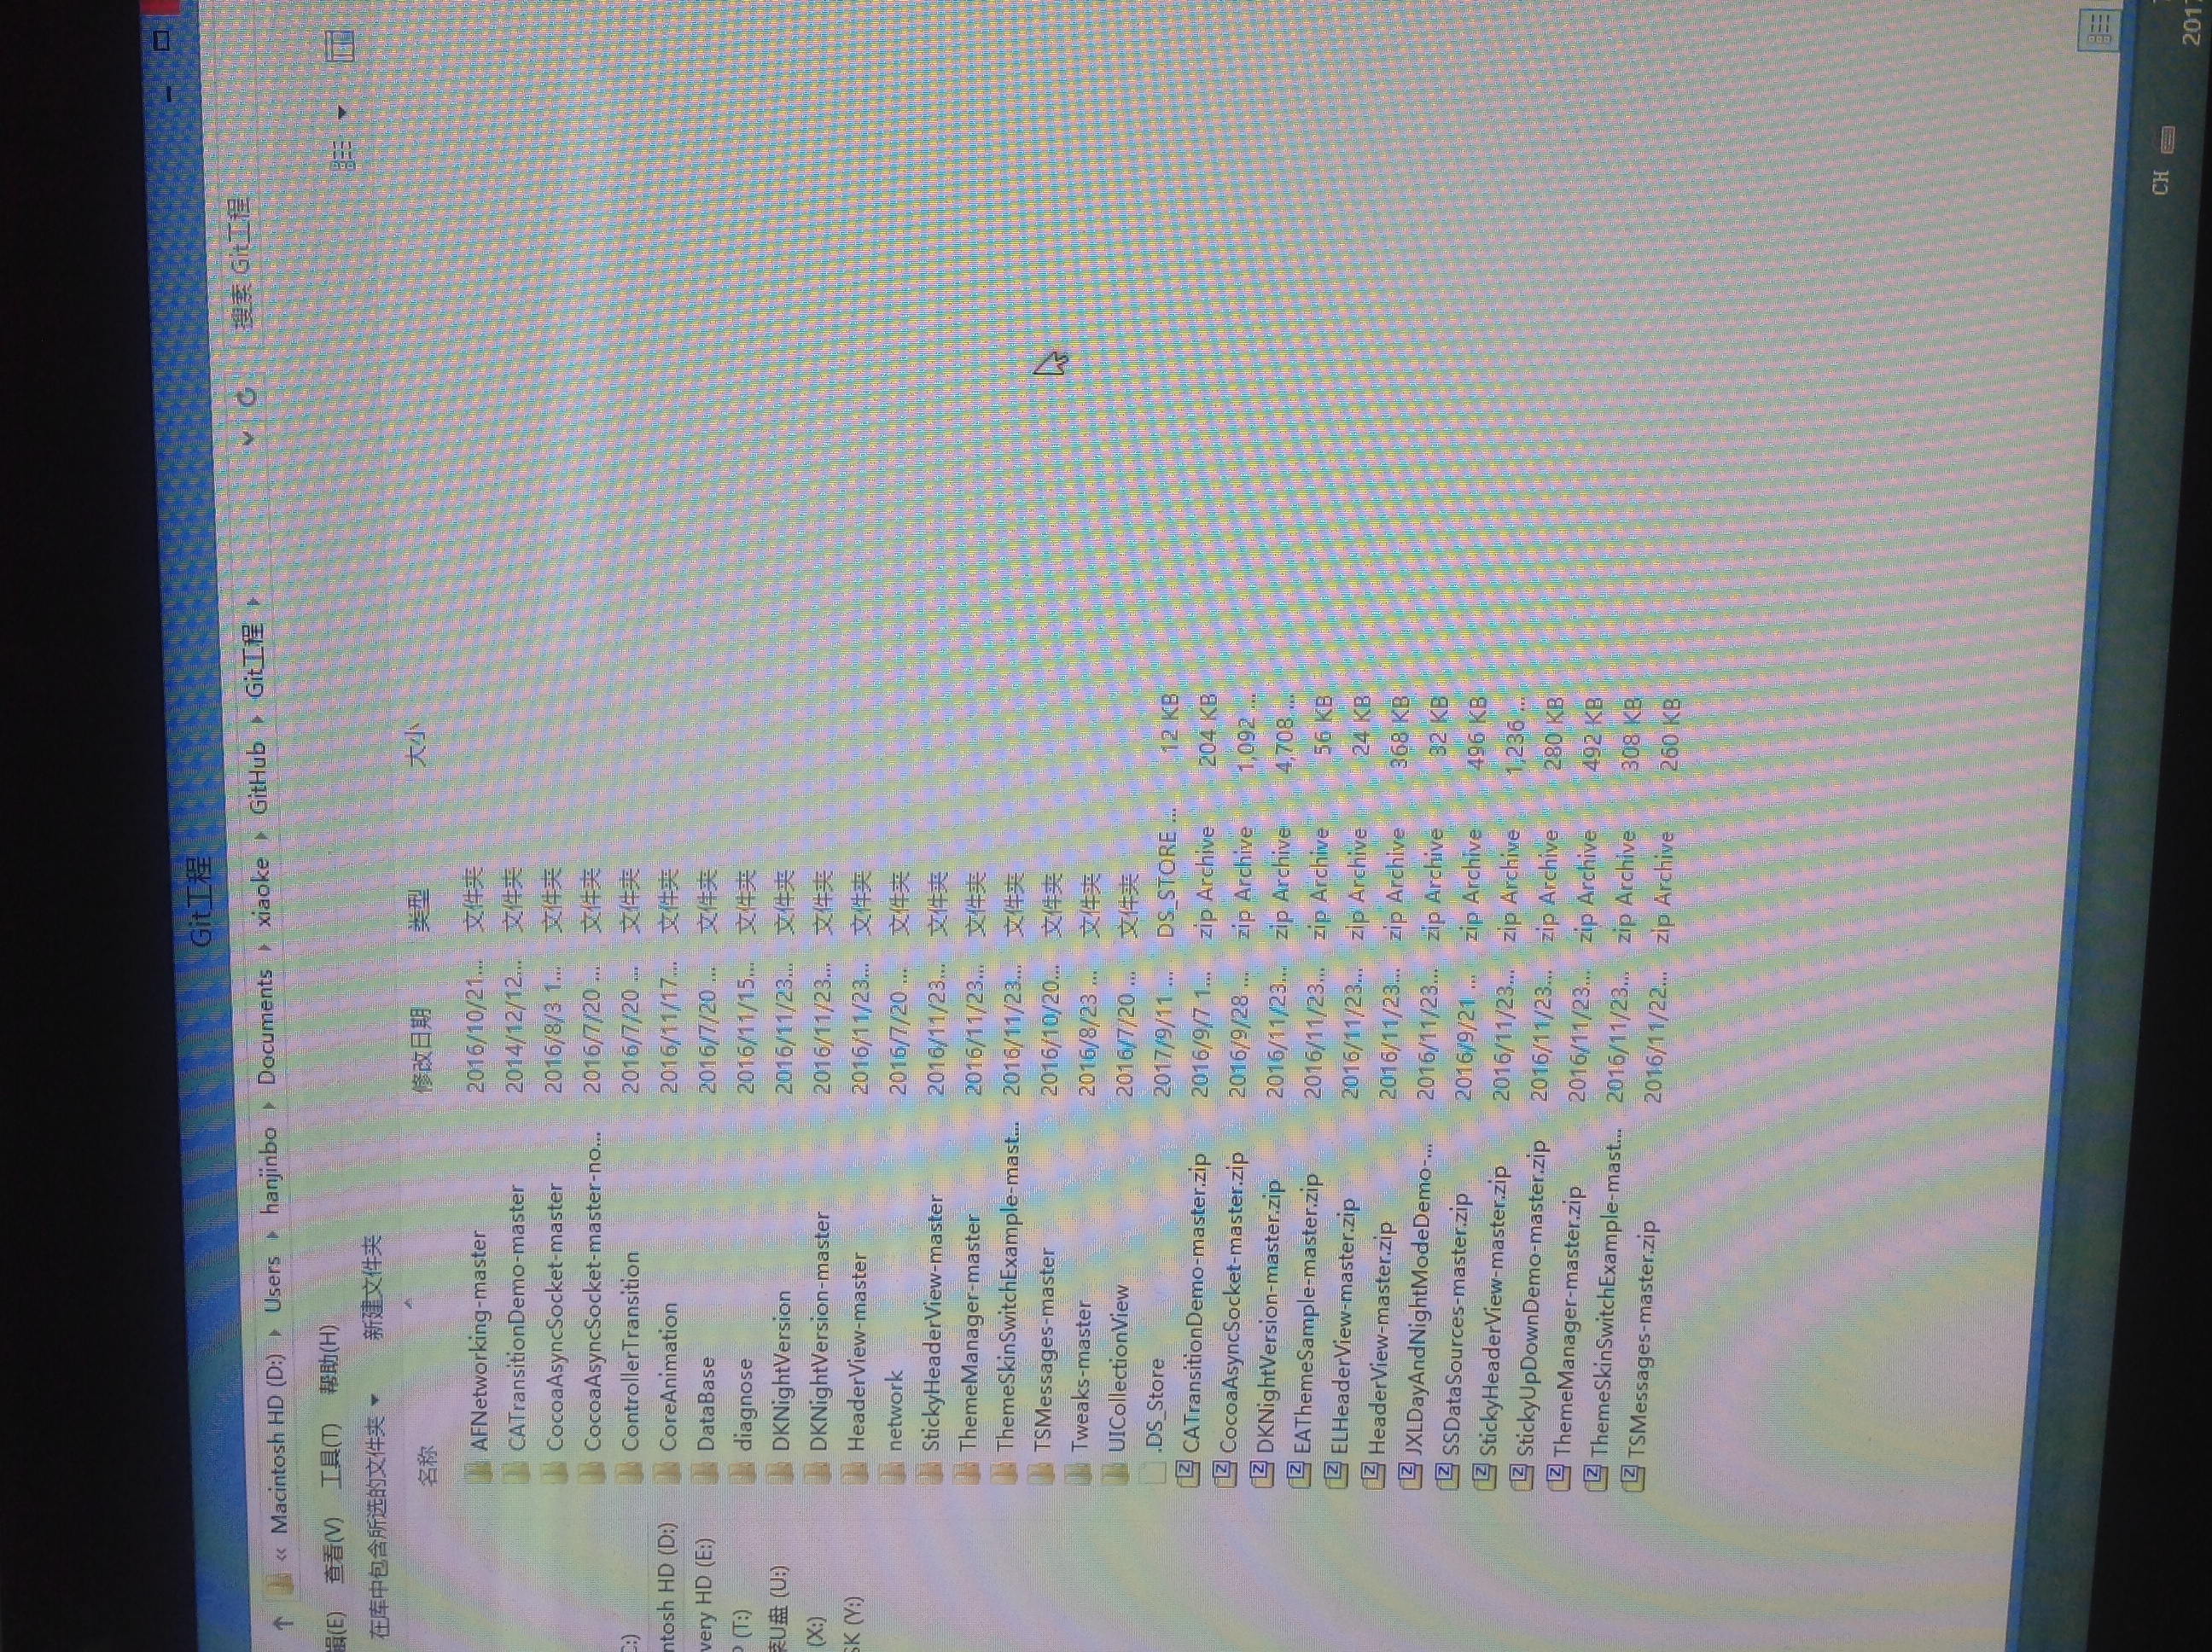 Git工程
« Macintosh HD (D:) Users hanjinbo Documents xiaoke GitHub Git工程 搜索 Git工程
辑(E) 查看(V) 工具(T) 帮助(H)
在库中包含所选的文件夹 新建文件夹
名称 修改日期 类型 大小
AFNetworking-master 2016/10/21... 文件夹
CATransitionDemo-master 2014/12/12... 文件夹
CocoaAsyncSocket-master 2016/8/3 1... 文件夹
CocoaAsyncSocket-master-no... 2016/7/20 ... 文件夹
C:) ControllerTransition 2016/7/20 ... 文件夹
ntosh HD (D:) CoreAnimation 2016/11/17... 文件夹
very HD (E:) DataBase 2016/7/20 ... 文件夹
P (T:) diagnose 2016/11/15... 文件夹
菜U盘 (U:) DKNightVersion 2016/11/23... 文件夹
(X:) DKNightVersion-master 2016/11/23... 文件夹
SK (Y:) HeaderView-master 2016/11/23... 文件夹
network 2016/7/20 ... 文件夹
StickyHeaderView-master 2016/11/23... 文件夹
ThemeManager-master 2016/11/23... 文件夹
ThemeSkinSwitchExample-mast... 2016/11/23... 文件夹
TSMessages-master 2016/10/20... 文件夹
Tweaks-master 2016/8/23 ... 文件夹
UICollectionView 2016/7/20 ... 文件夹
.DS_Store 2017/9/11 ... DS_STORE ... 12 KB
CATransitionDemo-master.zip 2016/9/7 1... zip Archive 204 KB
CocoaAsyncSocket-master.zip 2016/9/28 ... zip Archive 1,092 ...
DKNightVersion-master.zip 2016/11/23... zip Archive 4,708 ...
EAThemeSample-master.zip 2016/11/23... zip Archive 56 KB
ELHeaderView-master.zip 2016/11/23... zip Archive 24 KB
HeaderView-master.zip 2016/11/23... zip Archive 368 KB
JXLDayAndNightModeDemo-... 2016/11/23... zip Archive 32 KB
SSDataSources-master.zip 2016/9/21 ... zip Archive 496 KB
StickyHeaderView-master.zip 2016/11/23... zip Archive 1,236 ...
StickyUpDownDemo-master.zip 2016/11/23... zip Archive 280 KB
ThemeManager-master.zip 2016/11/23... zip Archive 492 KB
ThemeSkinSwitchExample-mast... 2016/11/23... zip Archive 308 KB
TSMessages-master.zip 2016/11/22... zip Archive 260 KB
CH
201